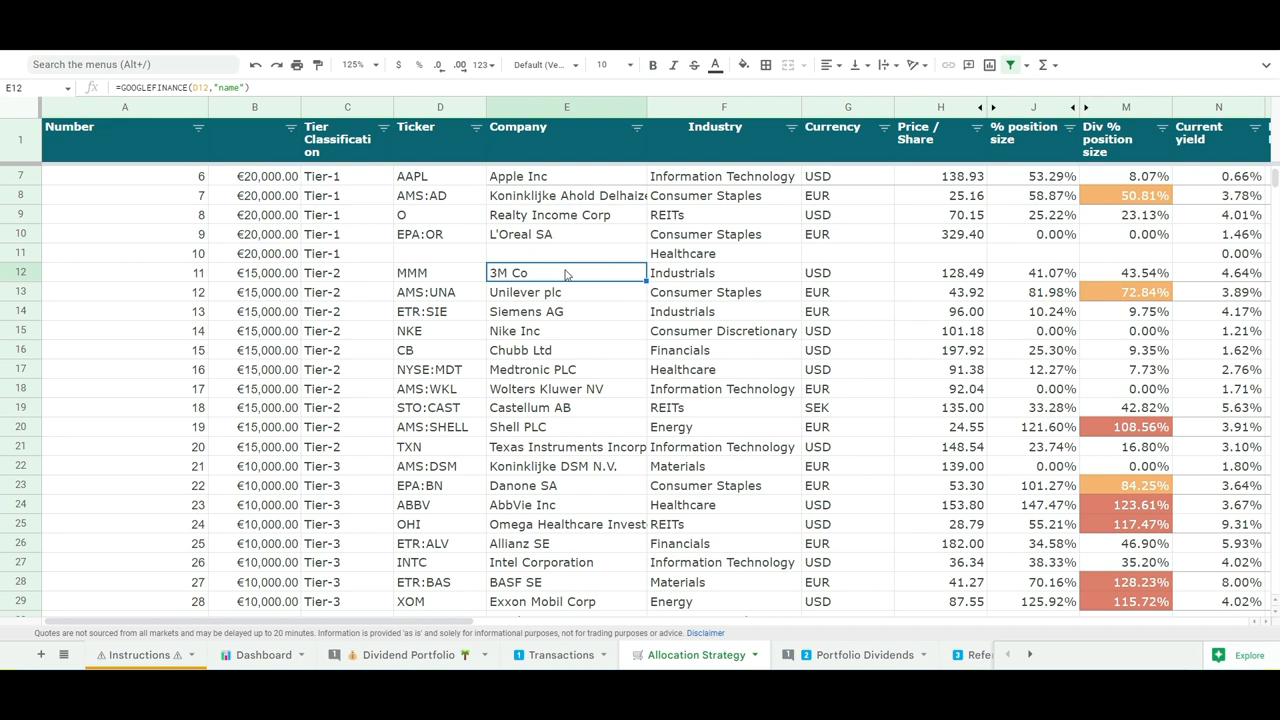 Search the menus (Alt+/) 125% $ % .0 .00 123 Default (Ve... 10 B I S A Σ
E12 fx =GOOGLEFINANCE(D12,"name")
A B C D E F G H J M N
1 Number Tier Classificati on Ticker Company Industry Currency Price / Share % position size Div % position size Current yield
7 6 €20,000.00 Tier-1 AAPL Apple Inc Information Technology USD 138.93 53.29% 8.07% 0.66%
8 7 €20,000.00 Tier-1 AMS:AD Koninklijke Ahold Delhaize Consumer Staples EUR 25.16 58.87% 50.81% 3.78%
9 8 €20,000.00 Tier-1 O Realty Income Corp REITs USD 70.15 25.22% 23.13% 4.01%
10 9 €20,000.00 Tier-1 EPA:OR L'Oreal SA Consumer Staples EUR 329.40 0.00% 0.00% 1.46%
11 10 €20,000.00 Tier-1 Healthcare 0.00%
12 11 €15,000.00 Tier-2 MMM 3M Co Industrials USD 128.49 41.07% 43.54% 4.64%
13 12 €15,000.00 Tier-2 AMS:UNA Unilever plc Consumer Staples EUR 43.92 81.98% 72.84% 3.89%
14 13 €15,000.00 Tier-2 ETR:SIE Siemens AG Industrials EUR 96.00 10.24% 9.75% 4.17%
15 14 €15,000.00 Tier-2 NKE Nike Inc Consumer Discretionary USD 101.18 0.00% 0.00% 1.21%
16 15 €15,000.00 Tier-2 CB Chubb Ltd Financials USD 197.92 25.30% 9.35% 1.62%
17 16 €15,000.00 Tier-2 NYSE:MDT Medtronic PLC Healthcare USD 91.38 12.27% 7.73% 2.76%
18 17 €15,000.00 Tier-2 AMS:WKL Wolters Kluwer NV Information Technology EUR 92.04 0.00% 0.00% 1.71%
19 18 €15,000.00 Tier-2 STO:CAST Castellum AB REITs SEK 135.00 33.28% 42.82% 5.63%
20 19 €15,000.00 Tier-2 AMS:SHELL Shell PLC Energy EUR 24.55 121.60% 108.56% 3.91%
21 20 €15,000.00 Tier-2 TXN Texas Instruments Incorp Information Technology USD 148.54 23.74% 16.80% 3.10%
22 21 €10,000.00 Tier-3 AMS:DSM Koninklijke DSM N.V. Materials EUR 139.00 0.00% 0.00% 1.80%
23 22 €10,000.00 Tier-3 EPA:BN Danone SA Consumer Staples EUR 53.30 101.27% 84.25% 3.64%
24 23 €10,000.00 Tier-3 ABBV AbbVie Inc Healthcare USD 153.80 147.47% 123.61% 3.67%
25 24 €10,000.00 Tier-3 OHI Omega Healthcare Invest REITs USD 28.79 55.21% 117.47% 9.31%
26 25 €10,000.00 Tier-3 ETR:ALV Allianz SE Financials EUR 182.00 34.58% 46.90% 5.93%
27 26 €10,000.00 Tier-3 INTC Intel Corporation Information Technology USD 36.34 38.33% 35.20% 4.02%
28 27 €10,000.00 Tier-3 ETR:BAS BASF SE Materials EUR 41.27 70.16% 128.23% 8.00%
29 28 €10,000.00 Tier-3 XOM Exxon Mobil Corp Energy USD 87.55 125.92% 115.72% 4.02%
Quotes are not sourced from all markets and may be delayed up to 20 minutes. Information is provided 'as is' and solely for informational purposes, not for trading purposes or advice. Disclaimer
Instructions Dashboard 1 Dividend Portfolio 1 Transactions Allocation Strategy 2 Portfolio Dividends 3 Refer Explore